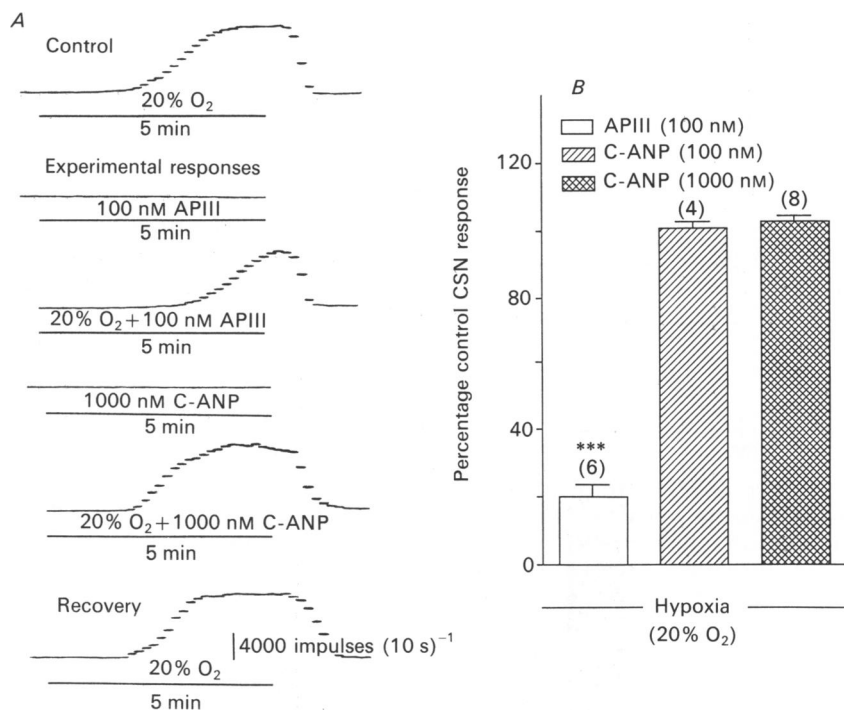 A
Control
20% O₂
5 min
Experimental responses
100 nM APIII
5 min
20% O₂+100 nM APIII
5 min
1000 nM C-ANP
5 min
20% O₂+1000 nM C-ANP
5 min
Recovery
4000 impulses (10 s)⁻¹
20% O₂
5 min
B
APIII (100 nM)
C-ANP (100 nM)
C-ANP (1000 nM)
Percentage control CSN response
120
80
40
0
***
(6)
(4)
(8)
Hypoxia
(20% O₂)